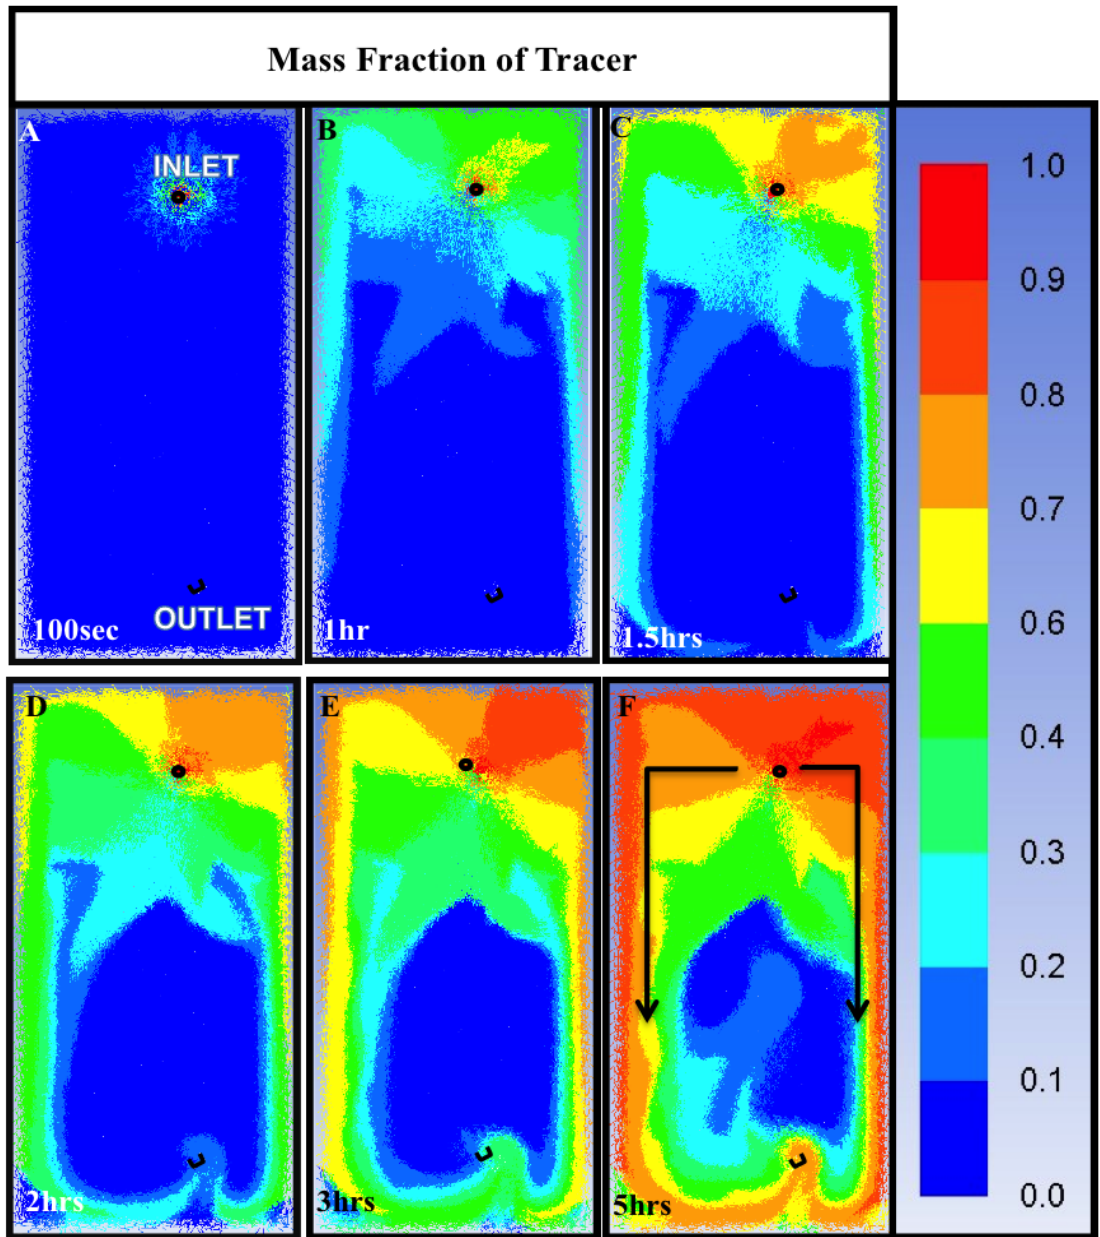 Mass Fraction of Tracer
A
INLET
OUTLET
100sec
B
1hr
C
1.5hrs
D
2hrs
E
3hrs
F
5hrs
1.0
0.9
0.8
0.7
0.6
0.4
0.3
0.2
0.1
0.0